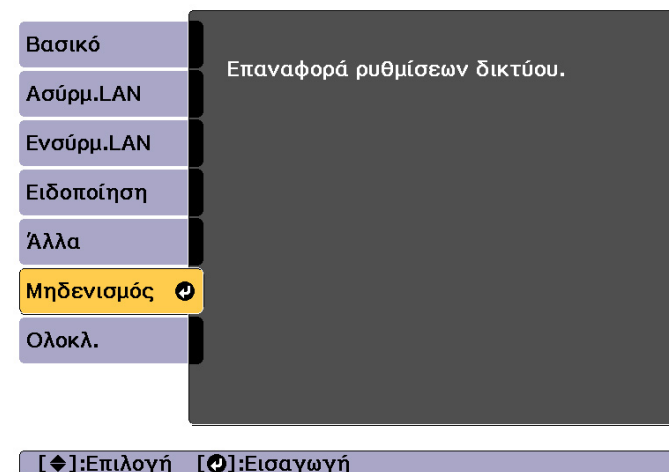 Βασικό
Επαναφορά ρυθμίσεων δικτύου.
Ασύρμ.LAN
Ενσύρμ.LAN
Ειδοποίηση
Άλλα
Μηδενισμός
Ολοκλ.
[◆]:Επιλογή [↵]:Εισαγωγή